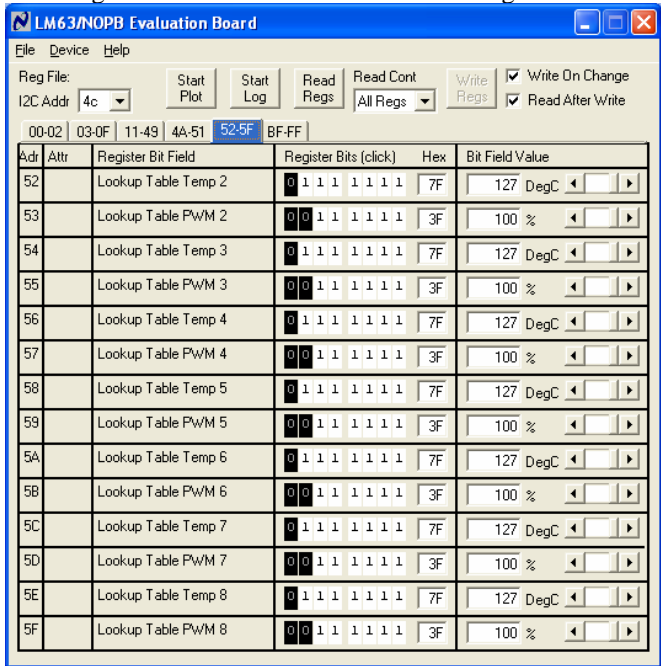 LM63/NOPB Evaluation Board
File Device Help
Reg File:
I2C Addr 4c
Start Plot
Start Log
Read Regs
Read Cont
All Regs
Write Regs
Write On Change
Read After Write
00-02 03-0F 11-49 4A-51 52-5F BF-FF
Adr Attr Register Bit Field Register Bits (click) Hex Bit Field Value
52 Lookup Table Temp 2 0 1 1 1 1 1 1 1 7F 127 DegC
53 Lookup Table PWM 2 0 0 1 1 1 1 1 1 3F 100 %
54 Lookup Table Temp 3 0 1 1 1 1 1 1 1 7F 127 DegC
55 Lookup Table PWM 3 0 0 1 1 1 1 1 1 3F 100 %
56 Lookup Table Temp 4 0 1 1 1 1 1 1 1 7F 127 DegC
57 Lookup Table PWM 4 0 0 1 1 1 1 1 1 3F 100 %
58 Lookup Table Temp 5 0 1 1 1 1 1 1 1 7F 127 DegC
59 Lookup Table PWM 5 0 0 1 1 1 1 1 1 3F 100 %
5A Lookup Table Temp 6 0 1 1 1 1 1 1 1 7F 127 DegC
5B Lookup Table PWM 6 0 0 1 1 1 1 1 1 3F 100 %
5C Lookup Table Temp 7 0 1 1 1 1 1 1 1 7F 127 DegC
5D Lookup Table PWM 7 0 0 1 1 1 1 1 1 3F 100 %
5E Lookup Table Temp 8 0 1 1 1 1 1 1 1 7F 127 DegC
5F Lookup Table PWM 8 0 0 1 1 1 1 1 1 3F 100 %